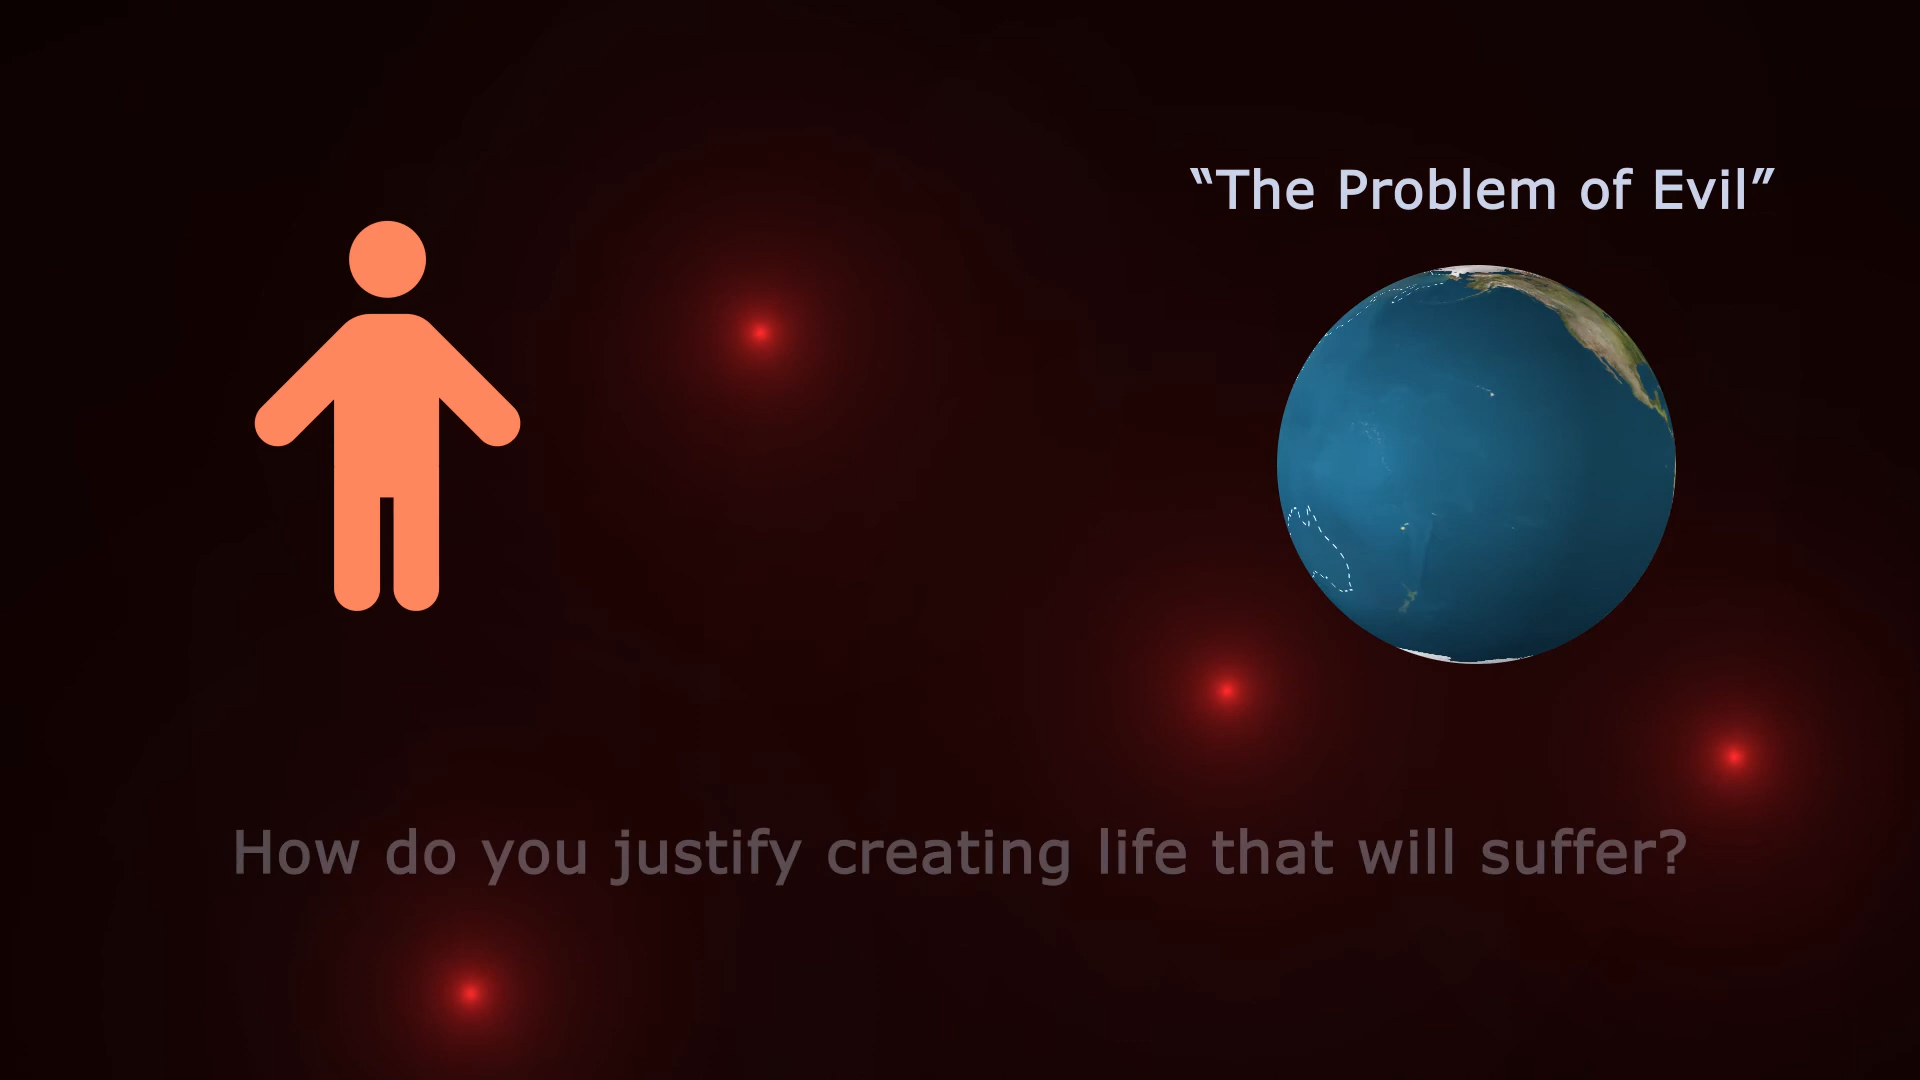 “The Problem of Evil”
How do you justify creating life that will suffer?